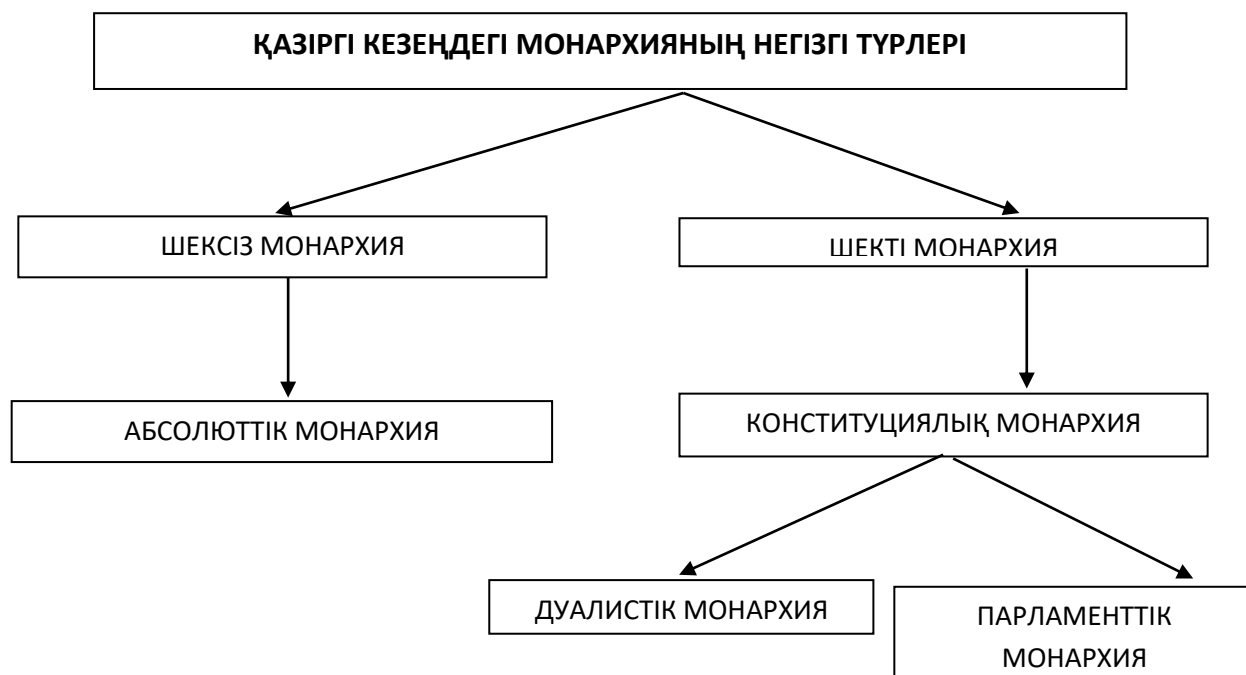 ҚАЗІРГІ КЕЗЕҢДЕГІ МОНАРХИЯНЫҢ НЕГІЗГІ ТҮРЛЕРІ
ШЕКСІЗ МОНАРХИЯ
ШЕКТІ МОНАРХИЯ
АБСОЛЮТТІК МОНАРХИЯ
КОНСТИТУЦИЯЛЫҚ МОНАРХИЯ
ДУАЛИСТІК МОНАРХИЯ
ПАРЛАМЕНТТІК
МОНАРХИЯ